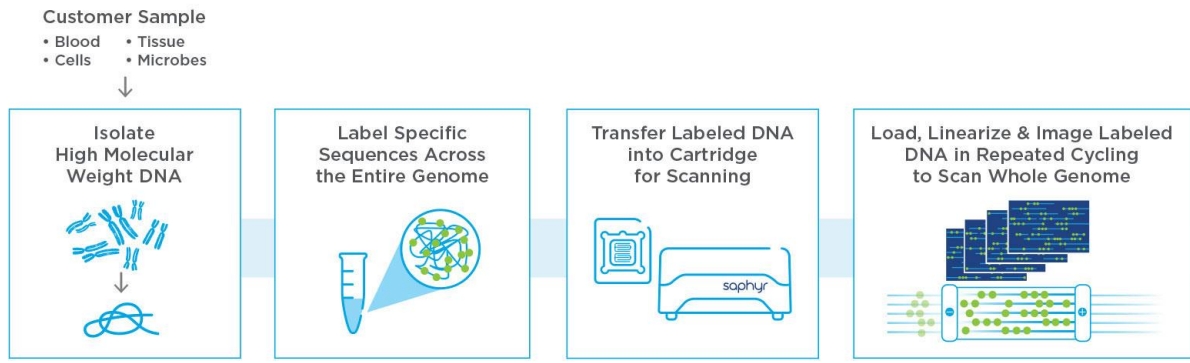 Customer Sample
• Blood • Tissue
• Cells • Microbes
Isolate
High Molecular
Weight DNA
Label Specific
Sequences Across
the Entire Genome
Transfer Labeled DNA
into Cartridge
for Scanning
saphyr
Load, Linearize & Image Labeled
DNA in Repeated Cycling
to Scan Whole Genome
− +